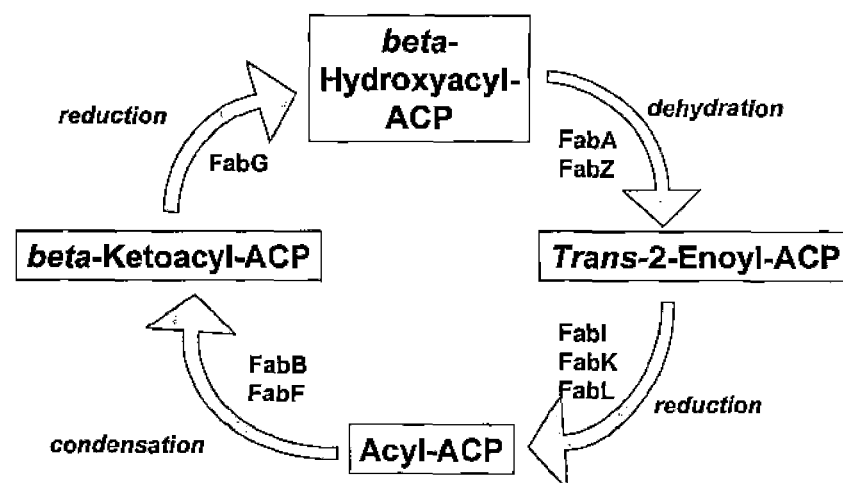 beta-
Hydroxyacyl-
ACP
reduction
dehydration
FabG
FabA
FabZ
beta-Ketoacyl-ACP
Trans-2-Enoyl-ACP
FabB
FabF
FabI
FabK
FabL
condensation
Acyl-ACP
reduction